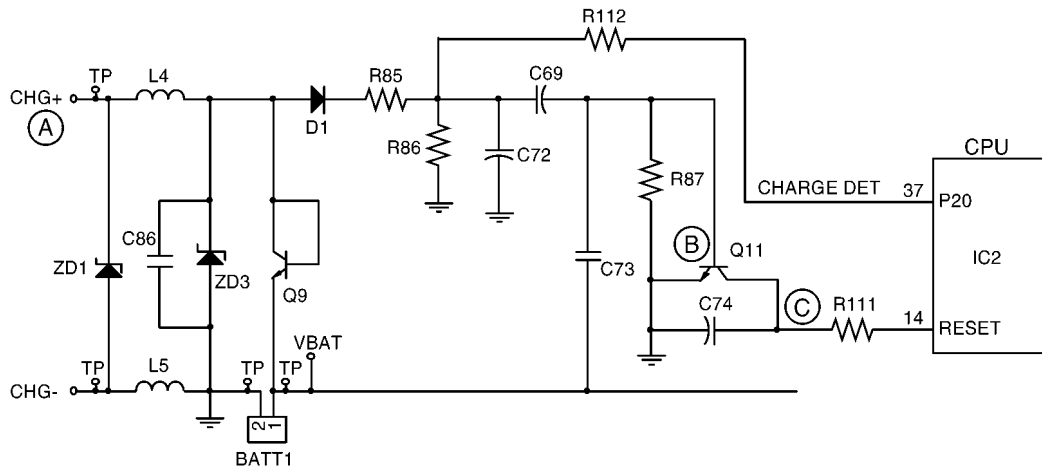 R112
TP
L4
R85
C69
CHG+
A
D1
R86
C72
CPU
R87
CHARGE DET
37
P20
C86
B
Q11
IC2
ZD1
ZD3
Q9
C73
C74
C
R111
14
RESET
VBAT
TP
L5
TP
TP
CHG-
2
1
BATT1